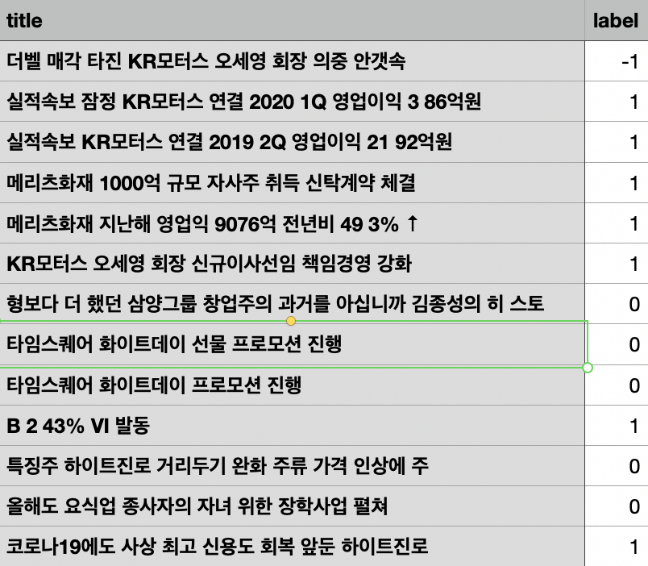 title label
더벨 매각 타진 KR모터스 오세영 회장 의중 안갯속 -1
실적속보 잠정 KR모터스 연결 2020 1Q 영업이익 3 86억원 1
실적속보 KR모터스 연결 2019 2Q 영업이익 21 92억원 1
메리츠화재 1000억 규모 자사주 취득 신탁계약 체결 1
메리츠화재 지난해 영업익 9076억 전년비 49 3% ↑ 1
KR모터스 오세영 회장 신규이사선임 책임경영 강화 1
형보다 더 했던 삼양그룹 창업주의 과거를 아십니까 김종성의 히 스토 0
타임스퀘어 화이트데이 선물 프로모션 진행 0
타임스퀘어 화이트데이 프로모션 진행 0
B 2 43% VI 발동 1
특징주 하이트진로 거리두기 완화 주류 가격 인상에 주 0
올해도 요식업 종사자의 자녀 위한 장학사업 펼쳐 0
코로나19에도 사상 최고 신용도 회복 앞둔 하이트진로 1